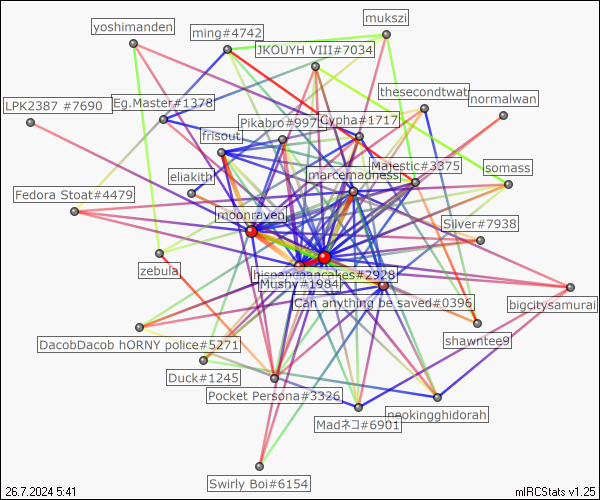 mukszi
yoshimanden
ming#4742
JKOUYH VIII#7034
thesecondtwat
normalwan
LPK2387 #7690
Eg.Master#1378
Pikabro#9975
Cypha#1717
frisout
Majestic#3375
somass
eliakith
marcemadness
Fedora Stoat#4479
moonraven
Silver#7938
zebula
#2928
Mushy#1984
Can anything be saved#0396
bigcitysamurai
DacobDacob hORNY police#5271
shawntee9
Duck#1245
Pocket Persona#3326
neokingghidorah
Madネコ#6901
Swirly Boi#6154
26.7.2024 5:41
mIRCStats v1.25